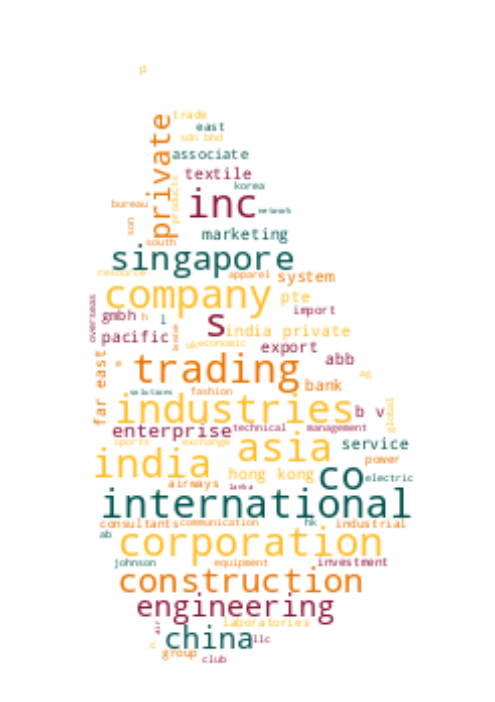 p
private
trade
east
sdn bhd
associate
textile
korea
products
bureau
inc
network
son
marketing
south
singapore
resource
apparel
system
company
pte
overseas
gmbh
h
l
s
import
india private
pacific
uk
economic
export
abb
far east
e
trading
ag
bank
solutions
fashion
industries
b v
global
enterprise
technical
management
sports
exchange
asia
service
india
power
hong kong
co
electric
airways
lanka
international
consultants
communication
hk
industrial
ab
corporation
johnson
equipment
investment
construction
engineering
laboratories
air
china
llc
c
group
club